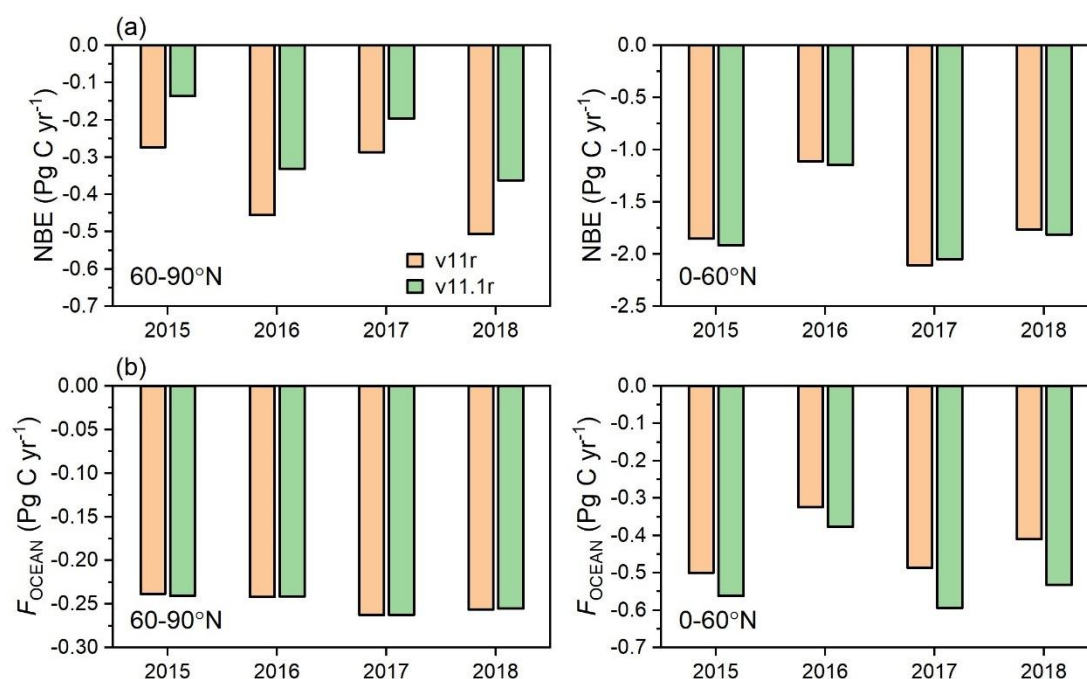 (a)
0.0
-0.1
-0.2
-0.3
-0.4
-0.5
-0.6
-0.7
NBE (Pg C yr-1)
60-90°N
v11r
v11.1r
2015 2016 2017 2018
0.0
-0.5
-1.0
-1.5
-2.0
-2.5
NBE (Pg C yr-1)
0-60°N
2015 2016 2017 2018
(b)
0.00
-0.05
-0.10
-0.15
-0.20
-0.25
-0.30
FOCEAN (Pg C yr-1)
60-90°N
2015 2016 2017 2018
0.0
-0.1
-0.2
-0.3
-0.4
-0.5
-0.6
-0.7
FOCEAN (Pg C yr-1)
0-60°N
2015 2016 2017 2018